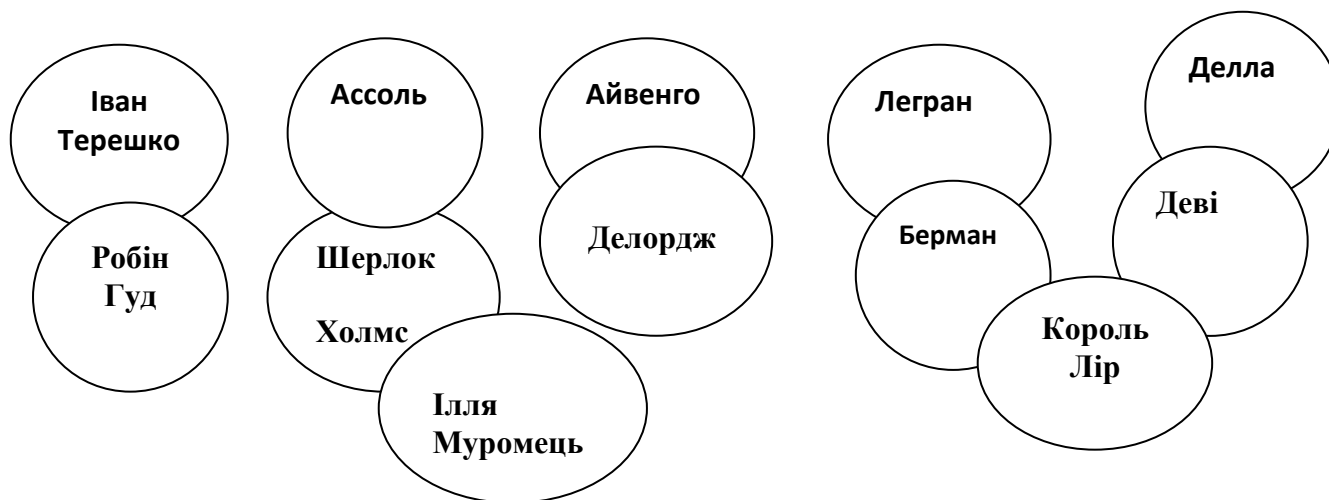 Іван
Терешко
Робін
Гуд
Ассоль
Шерлок
Холмс
Ілля
Муромець
Айвенго
Делордж
Легран
Берман
Король
Лір
Делла
Деві